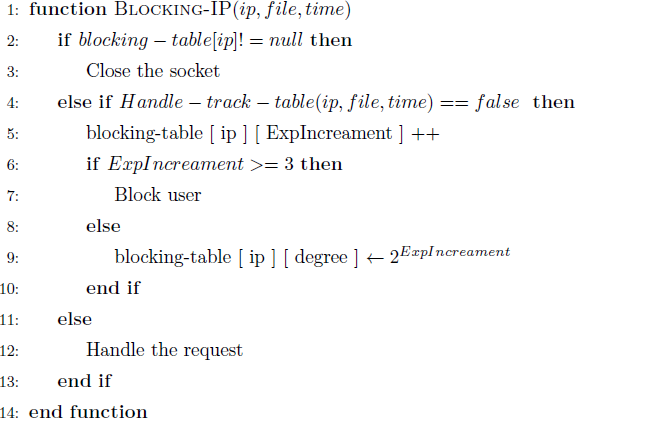 1: function BLOCKING-IP(ip, file, time)
2: if blocking − table[ip]! = null then
3: Close the socket
4: else if Handle − track − table(ip, file, time) == false then
5: blocking-table [ ip ] [ ExpIncreament ] ++
6: if ExpIncreament >= 3 then
7: Block user
8: else
9: blocking-table [ ip ] [ degree ] ← 2^ExpIncreament
10: end if
11: else
12: Handle the request
13: end if
14: end function